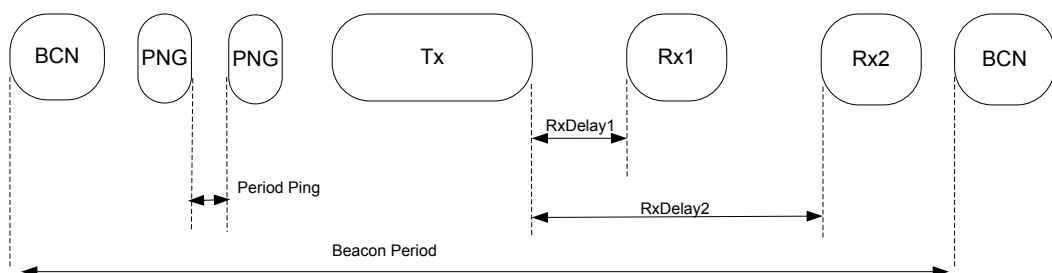 BCN
PNG
PNG
Tx
Rx1
Rx2
BCN
RxDelay1
Period Ping
RxDelay2
Beacon Period